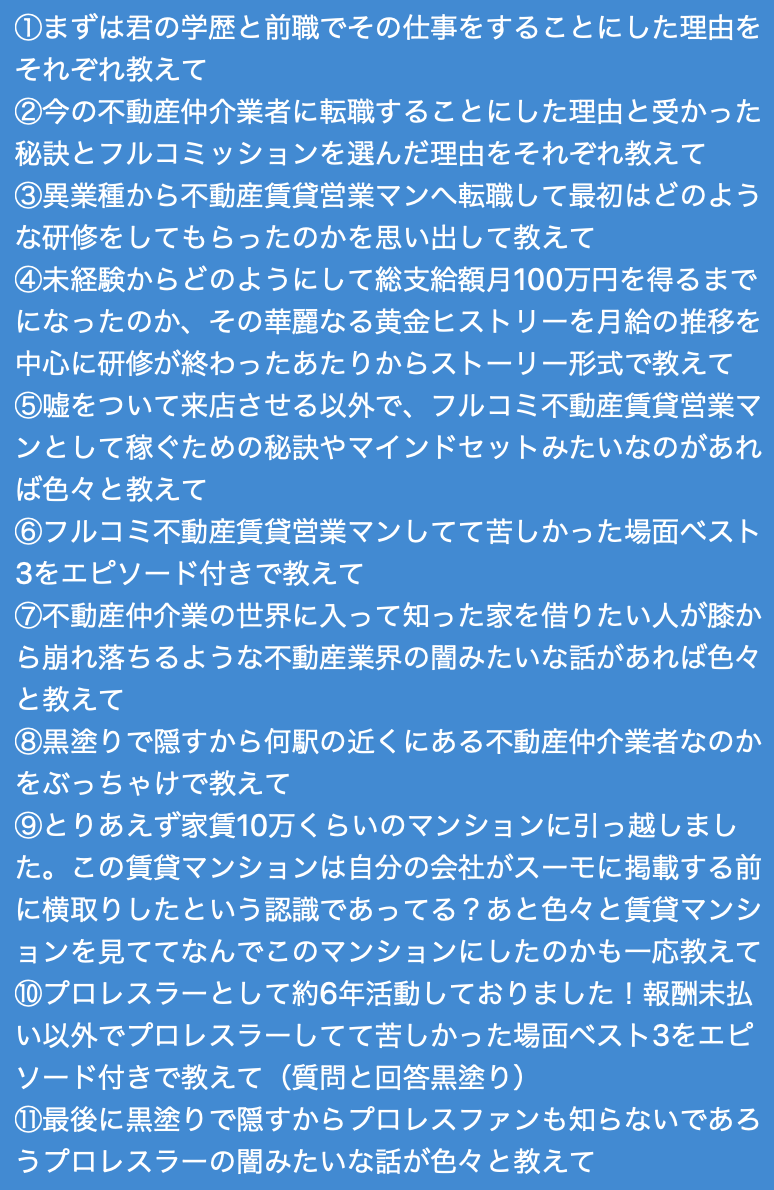 ①まずは君の学歴と前職でその仕事をすることにした理由を
それぞれ教えて
②今の不動産仲介業者に転職することにした理由と受かった
秘訣とフルコミッションを選んだ理由をそれぞれ教えて
③異業種から不動産賃貸営業マンへ転職して最初はどのよう
な研修をしてもらったのかを思い出して教えて
④未経験からどのようにして総支給額月100万円を得るまで
になったのか、その華麗なる黄金ヒストリーを月給の推移を
中心に研修が終わったあたりからストーリー形式で教えて
⑤嘘をついて来店させる以外で、フルコミ不動産賃貸営業マ
ンとして稼ぐための秘訣やマインドセットみたいなのがあれ
ば色々と教えて
⑥フルコミ不動産賃貸営業マンしてて苦しかった場面ベスト
3をエピソード付きで教えて
⑦不動産仲介業の世界に入って知った家を借りたい人が膝か
ら崩れ落ちるような不動産業界の闇みたいな話があれば色々
と教えて
⑧黒塗りで隠すから何駅の近くにある不動産仲介業者なのか
をぶっちゃけで教えて
⑨とりあえず家賃10万くらいのマンションに引っ越しまし
た。この賃貸マンションは自分の会社がスーモに掲載する前
に横取りしたという認識であってる？あと色々と賃貸マンシ
ョンを見ててなんでこのマンションにしたのかも一応教えて
⑩プロレスラーとして約6年活動しておりました！報酬未払
い以外でプロレスラーしてて苦しかった場面ベスト3をエピ
ソード付きで教えて（質問と回答黒塗り）
⑪最後に黒塗りで隠すからプロレスファンも知らないであろ
うプロレスラーの闇みたいな話が色々と教えて